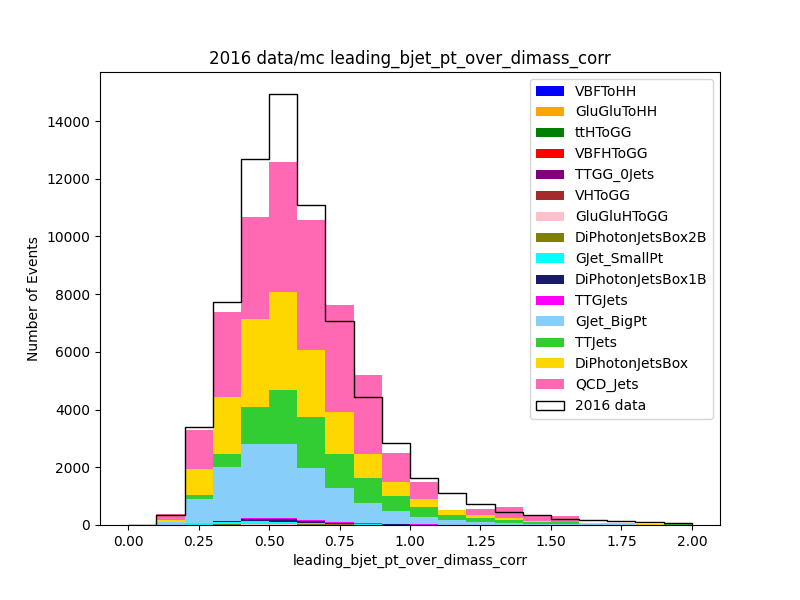 2016 data/mc leading_bjet_pt_over_dimass_corr
Number of Events
14000
12000
10000
8000
6000
4000
2000
0
0.00 0.25 0.50 0.75 1.00 1.25 1.50 1.75 2.00
leading_bjet_pt_over_dimass_corr
VBFToHH
GluGluToHH
ttHToGG
VBFHToGG
TTGG_0Jets
VHToGG
GluGluHToGG
DiPhotonJetsBox2B
GJet_SmallPt
DiPhotonJetsBox1B
TTGJets
GJet_BigPt
TTJets
DiPhotonJetsBox
QCD_Jets
2016 data